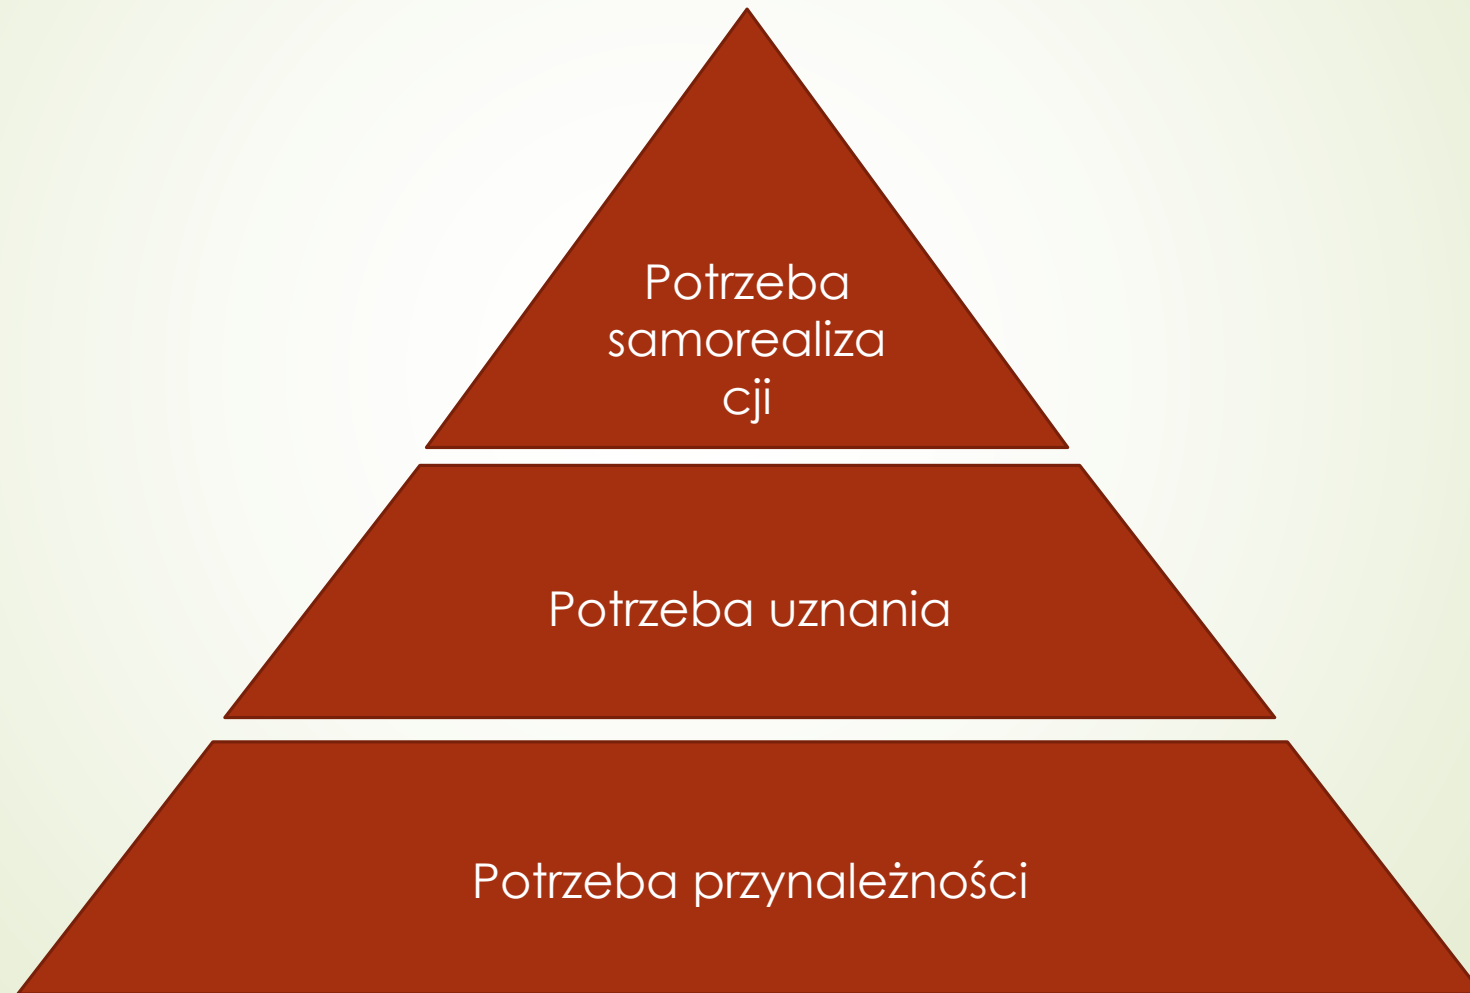 Potrzeba
samorealiza
cji
Potrzeba uznania
Potrzeba przynależności